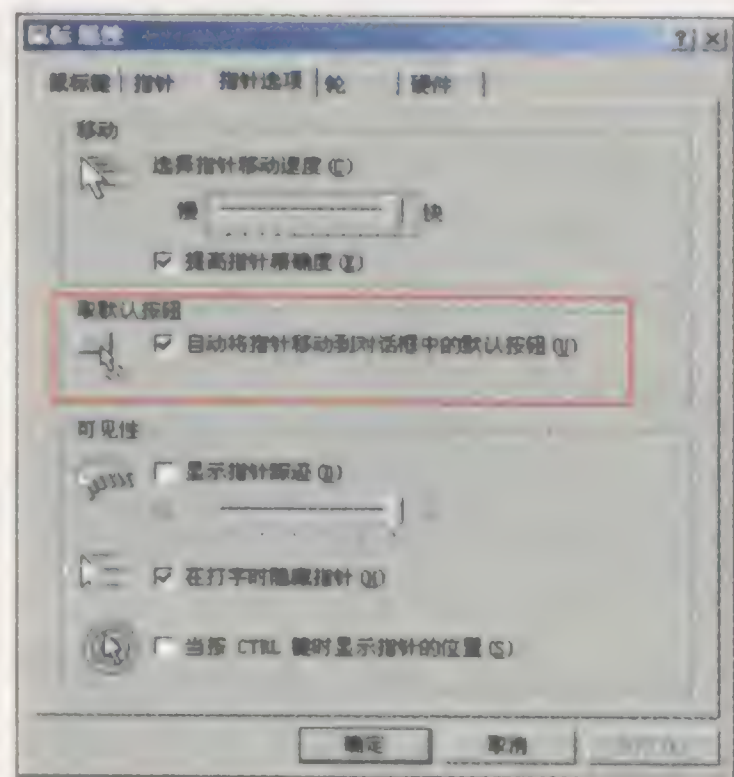 鼠标 属性
鼠标键 指针 指针选项 轮 硬件
移动
选择指针移动速度(C)
慢 快
提高指针精确度(E)
取默认按钮
自动将指针移动到对话框中的默认按钮(U)
可见性
显示指针踪迹(D)
在打字时隐藏指针(H)
当按 CTRL 键时显示指针的位置(S)
确定 取消